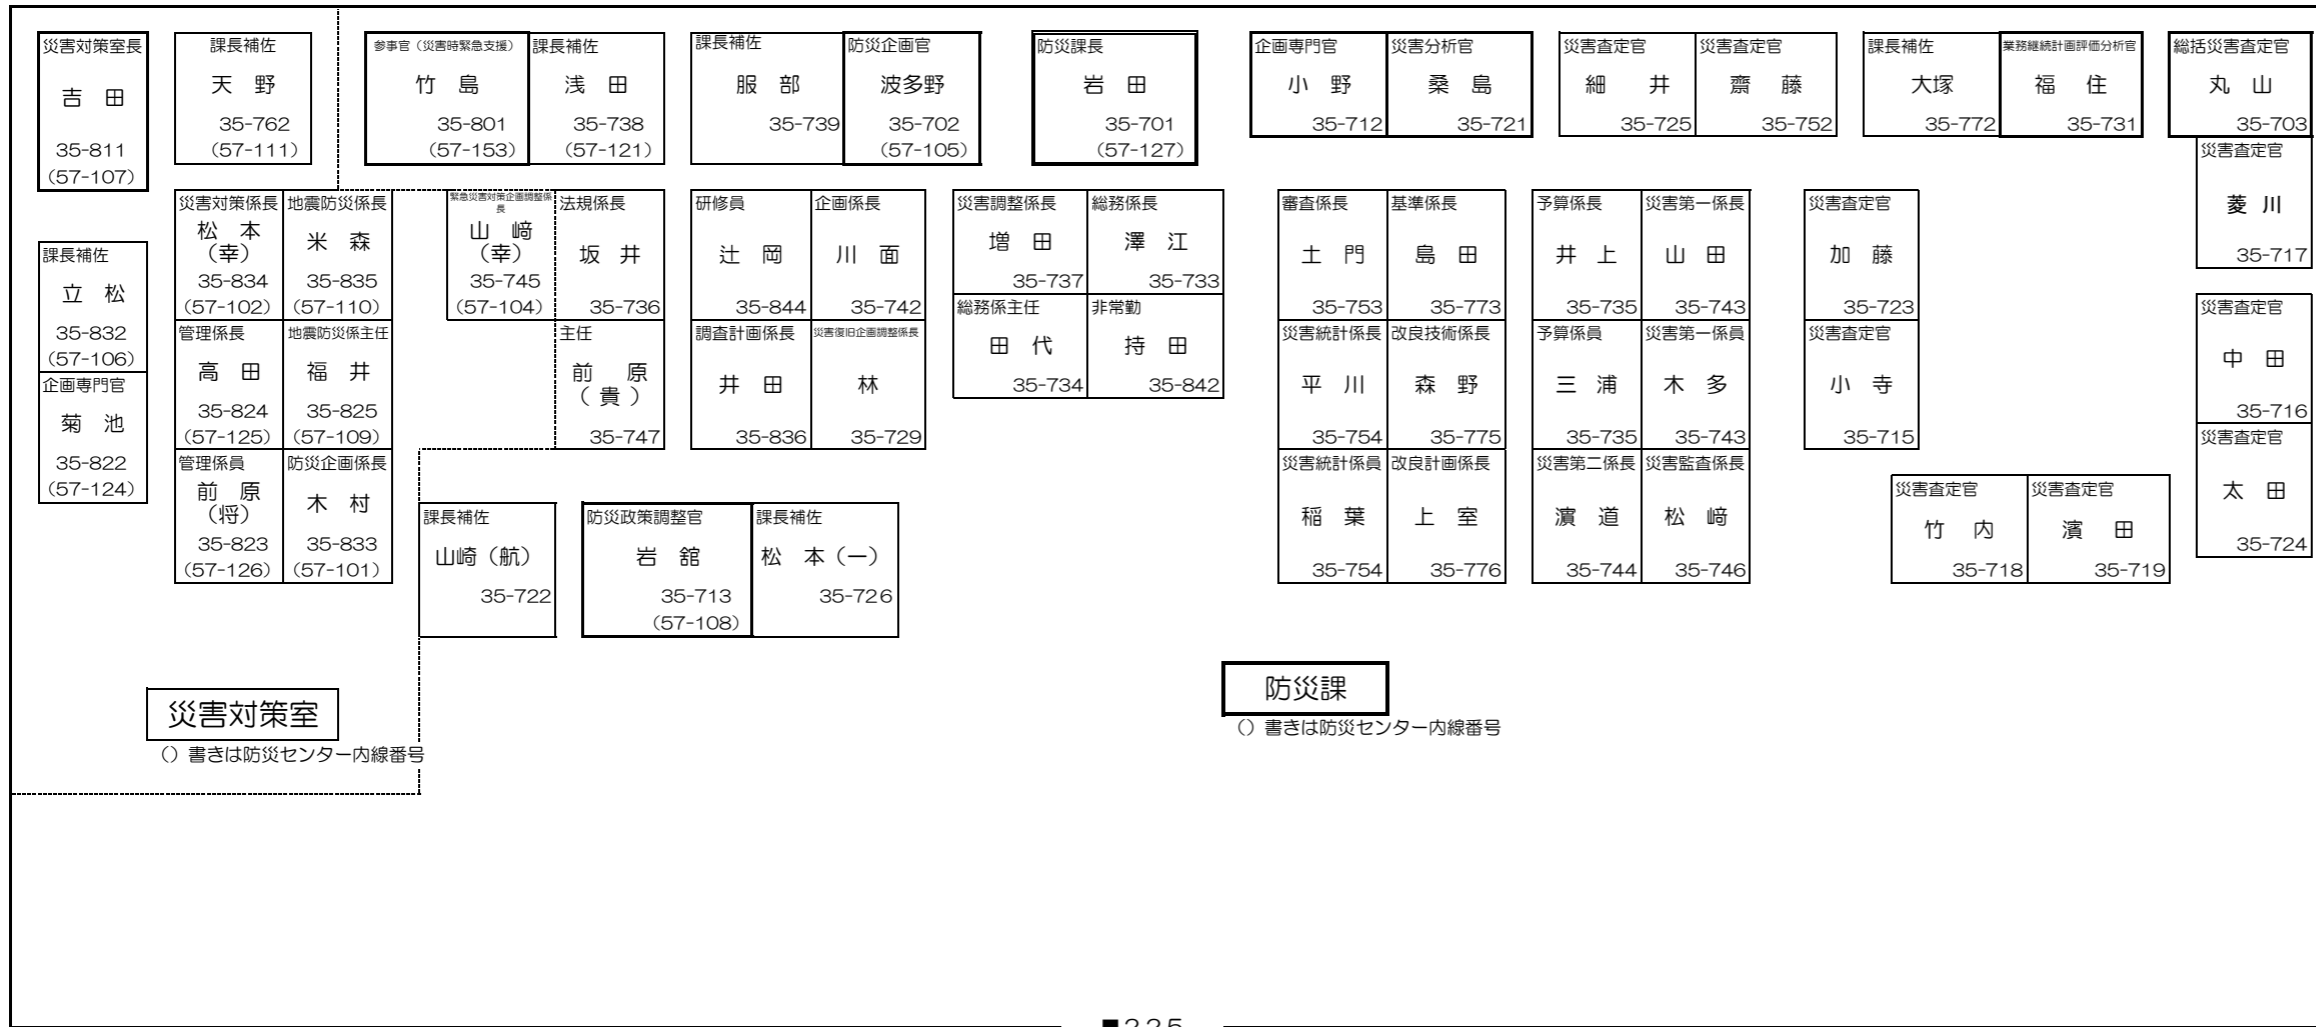 災害対策室長
吉 田
35-811
(57-107)
課長補佐
天 野
35-762
(57-111)
参事官（災害時緊急支援）
竹 島
35-801
(57-153)
課長補佐
浅 田
35-738
(57-121)
課長補佐
服 部
35-739
防災企画官
波多野
35-702
(57-105)
防災課長
岩 田
35-701
(57-127)
企画専門官
小 野
35-712
災害分析官
桑 島
35-721
災害査定官
細 井
35-725
災害査定官
齋 藤
35-752
課長補佐
大塚
35-772
業務継続計画評価分析官
福 住
35-731
総括災害査定官
丸 山
35-703
災害査定官
菱 川
35-717
課長補佐
立 松
35-832
(57-106)
企画専門官
菊 池
35-822
(57-124)
災害対策係長
松 本
(幸)
35-834
(57-102)
地震防災係長
米 森
35-835
(57-110)
管理係長
高 田
35-824
(57-125)
地震防災係主任
福 井
35-825
(57-109)
管理係員
前 原
(将)
35-823
(57-126)
防災企画係長
木 村
35-833
(57-101)
緊急災害対策企画調整係
長
山 﨑
(幸)
35-745
(57-104)
法規係長
坂 井
35-736
主任
前 原
（ 貴 ）
35-747
研修員
辻 岡
35-844
企画係長
川 面
35-742
調査計画係長
井 田
35-836
災害復旧企画調整係長
林
35-729
災害調整係長
増 田
35-737
総務係長
澤 江
35-733
総務係主任
田 代
35-734
非常勤
持 田
35-842
審査係長
土 門
35-753
基準係長
島 田
35-773
災害統計係長
平 川
35-754
改良技術係長
森 野
35-775
災害統計係員
稲 葉
35-754
改良計画係長
上 室
35-776
予算係長
井 上
35-735
災害第一係長
山 田
35-743
予算係員
三 浦
35-735
災害第一係員
木 多
35-743
災害第二係長
濵 道
35-744
災害監査係長
松 﨑
35-746
災害査定官
加 藤
35-723
災害査定官
小 寺
35-715
災害査定官
中 田
35-716
災害査定官
太 田
35-724
災害査定官
竹 内
35-718
災害査定官
濱 田
35-719
課長補佐
山崎（航）
35-722
防災政策調整官
岩 舘
35-713
(57-108)
課長補佐
松 本（一）
35-726
災害対策室
（）書きは防災センター内線番号
防災課
（）書きは防災センター内線番号
■225